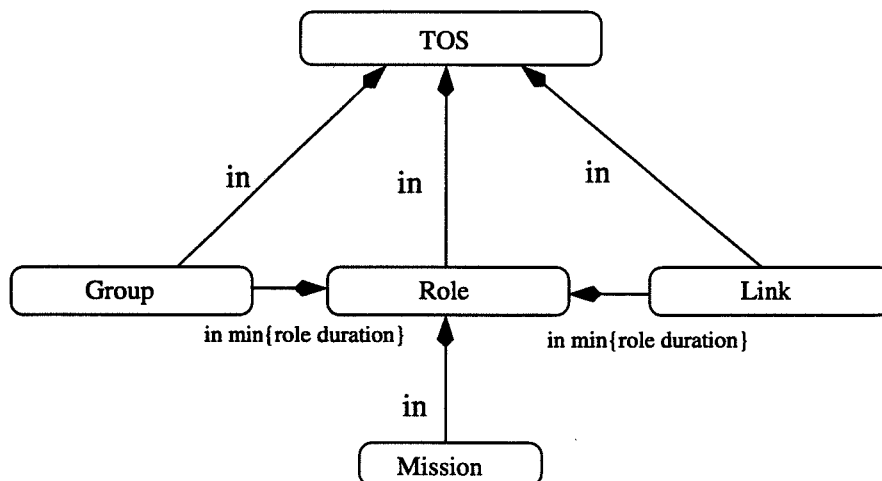 TOS
in
in
in
Group
Role
Link
in min{role duration}
in min{role duration}
in
Mission